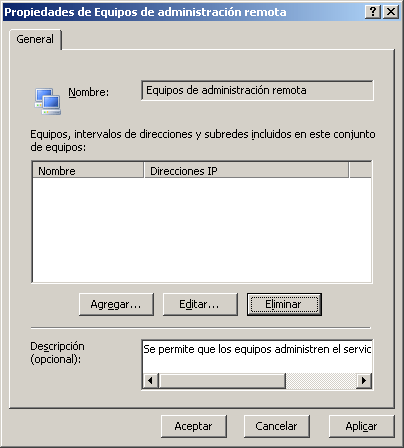 Propiedades de Equipos de administración remota
General
Nombre: Equipos de administración remota
Equipos, intervalos de direcciones y subredes incluidos en este conjunto
de equipos:
Nombre Direcciones IP
Agregar... Editar... Eliminar
Descripción
(opcional):
Se permite que los equipos administren el servic
Aceptar Cancelar Aplicar